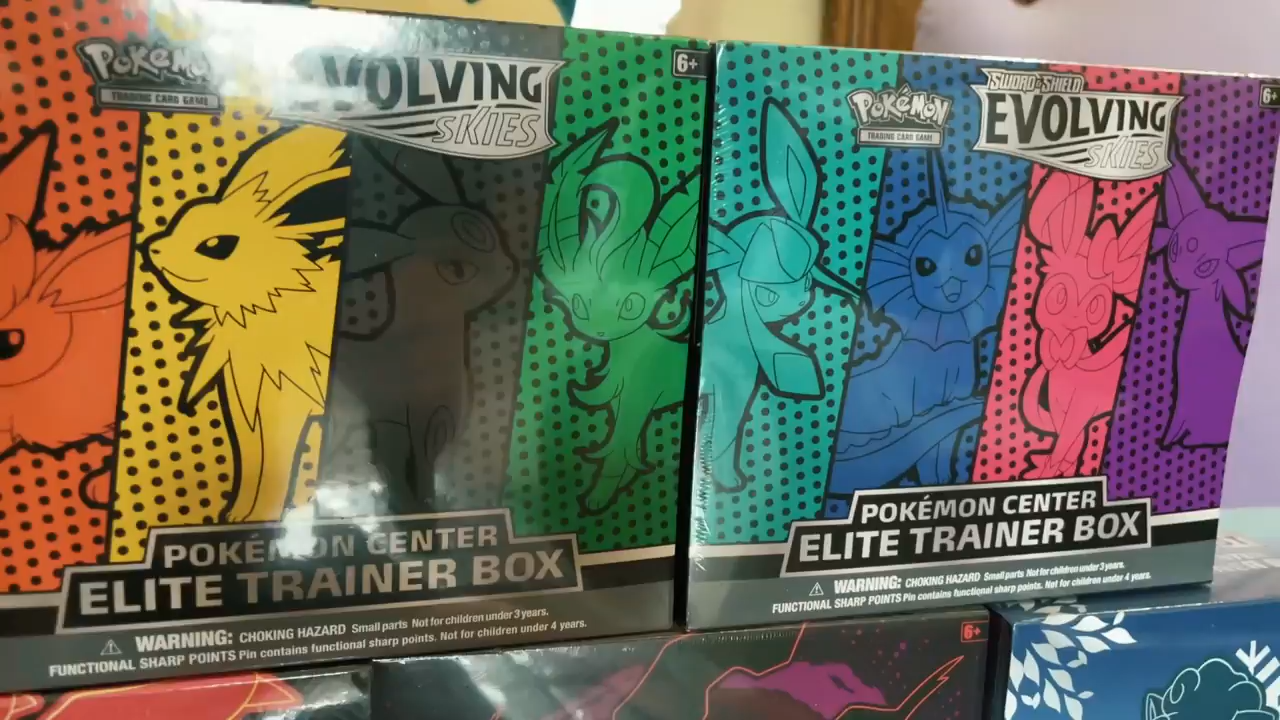 Pokémon
TRADING CARD GAME
EVOLVING
SKIES
6+
POKÉMON CENTER
ELITE TRAINER BOX
WARNING: CHOKING HAZARD Small parts Not for children under 3 years.
FUNCTIONAL SHARP POINTS Pin contains functional sharp points. Not for children under 4 years.
Pokémon
TRADING CARD GAME
SWORD & SHIELD
EVOLVING
SKIES
6+
POKÉMON CENTER
ELITE TRAINER BOX
WARNING: CHOKING HAZARD Small parts Not for children under 3 years.
FUNCTIONAL SHARP POINTS Pin contains functional sharp points. Not for children under 4 years.
6+